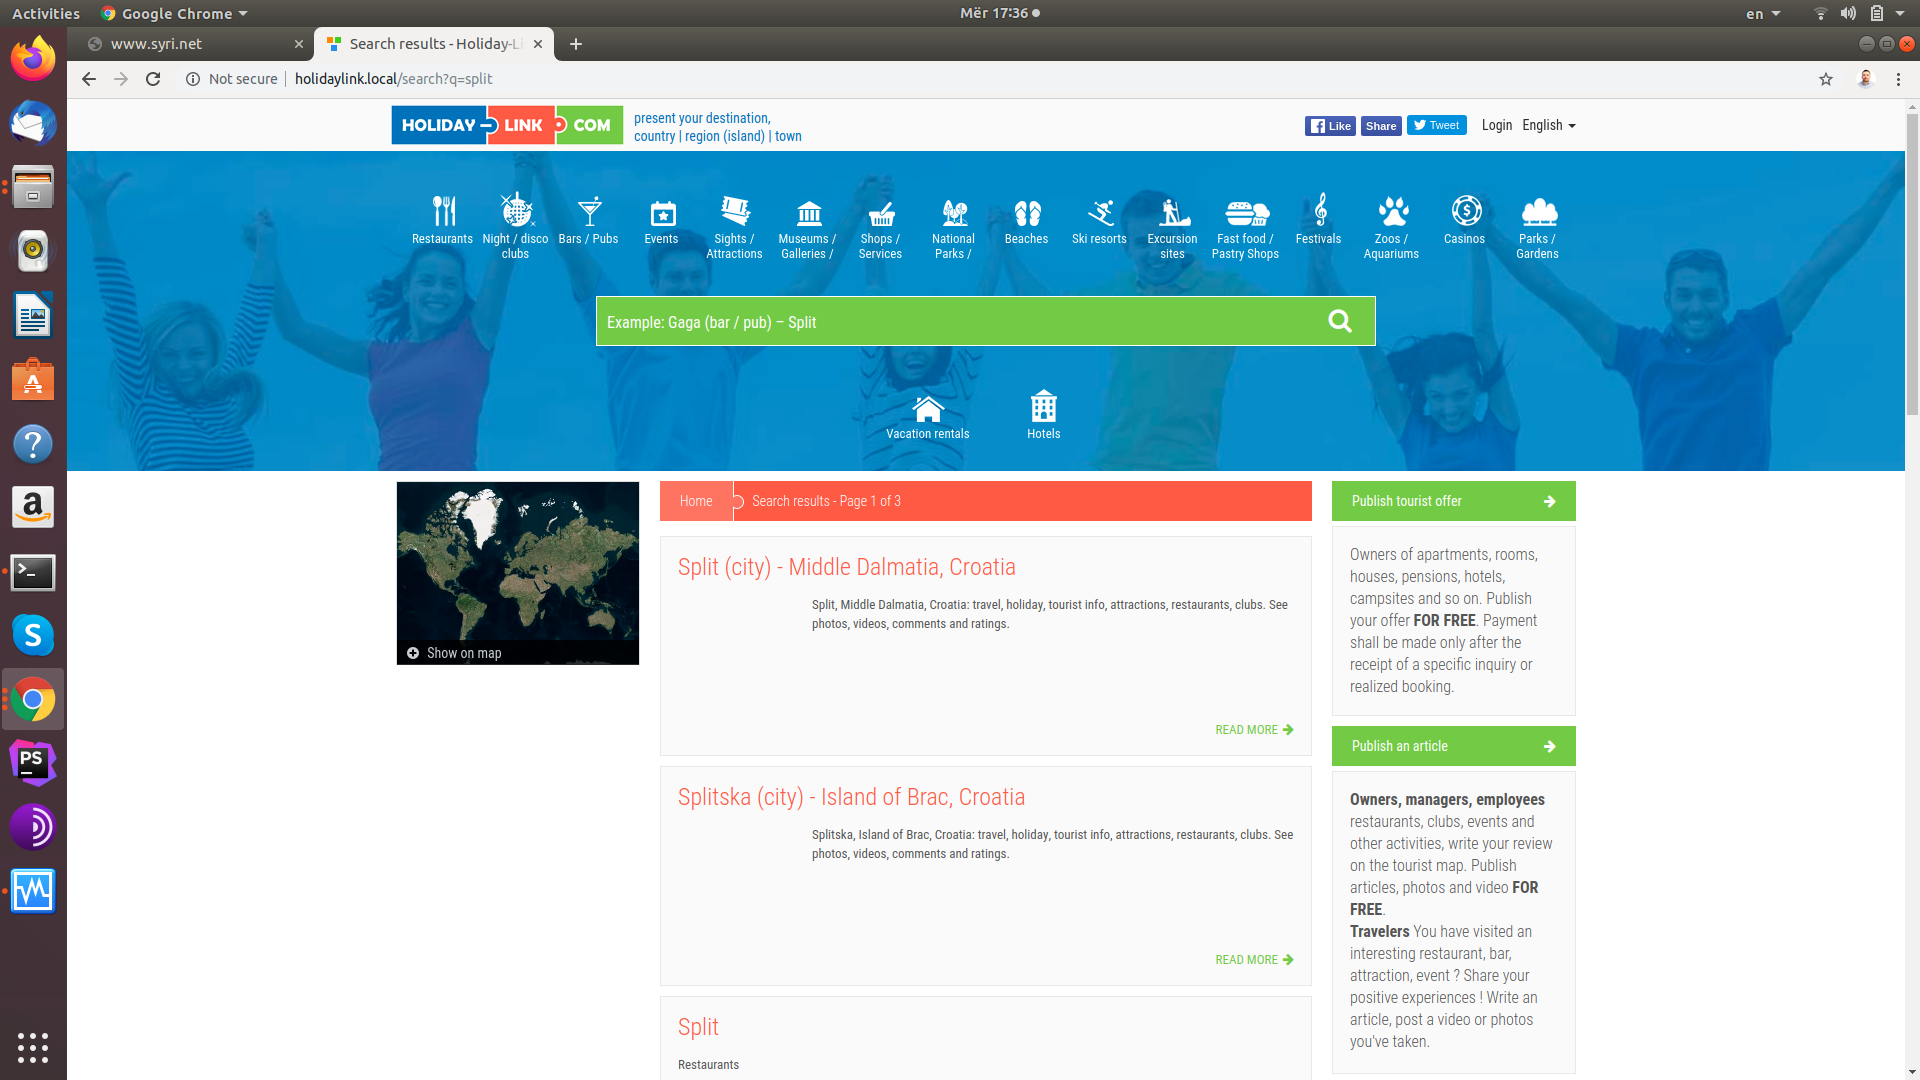 Activities
Google Chrome
Mër 17:36
en
www.syri.net
Search results - Holiday-Li
Not secure
holidaylink.local/search?q=split
HOLIDAY LINK COM
present your destination,
country | region (island) | town
Like
Share
Tweet
Login
English
Restaurants
Night / disco
clubs
Bars / Pubs
Events
Sights /
Attractions
Museums /
Galleries /
Shops /
Services
National
Parks /
Beaches
Ski resorts
Excursion
sites
Fast food /
Pastry Shops
Festivals
Zoos /
Aquariums
Casinos
Parks /
Gardens
Example: Gaga (bar / pub) – Split
Vacation rentals
Hotels
Show on map
Home
Search results - Page 1 of 3
Split (city) - Middle Dalmatia, Croatia
Split, Middle Dalmatia, Croatia: travel, holiday, tourist info, attractions, restaurants, clubs. See
photos, videos, comments and ratings.
READ MORE
Splitska (city) - Island of Brac, Croatia
Splitska, Island of Brac, Croatia: travel, holiday, tourist info, attractions, restaurants, clubs. See
photos, videos, comments and ratings.
READ MORE
Split
Restaurants
Publish tourist offer
Owners of apartments, rooms,
houses, pensions, hotels,
campsites and so on. Publish
your offer FOR FREE. Payment
shall be made only after the
receipt of a specific inquiry or
realized booking.
Publish an article
Owners, managers, employees
restaurants, clubs, events and
other activities, write your review
on the tourist map. Publish
articles, photos and video FOR
FREE.
Travelers You have visited an
interesting restaurant, bar,
attraction, event ? Share your
positive experiences ! Write an
article, post a video or photos
you've taken.
PS